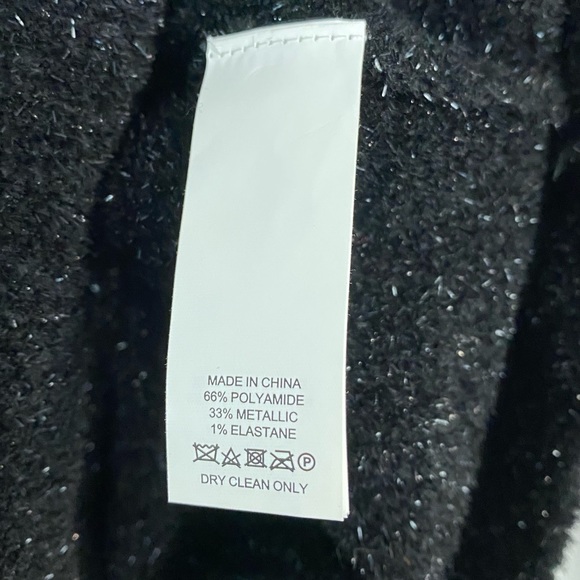 MADE IN CHINA
66% POLYAMIDE
33% METALLIC
1% ELASTANE
P
DRY CLEAN ONLY